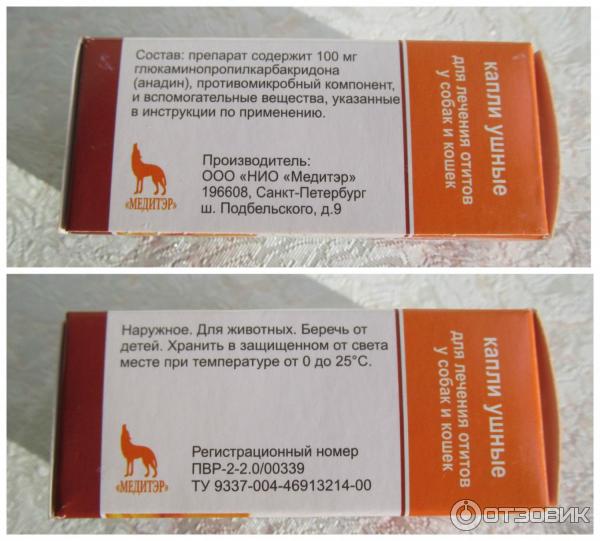 Состав: препарат содержит 100 мг
глюкаминопропилкарбакридона
(анадин), противомикробный компонент,
и вспомогательные вещества, указанные
в инструкции по применению.
«МЕДИТЭР»
Производитель:
ООО «НИО «Медитэр»
196608, Санкт-Петербург
ш. Подбельского, д.9
капли ушные
для лечения отитов
у собак и кошек
Наружное. Для животных. Беречь от
детей. Хранить в защищенном от света
месте при температуре от 0 до 25°С.
«МЕДИТЭР»
Регистрационный номер
ПВР-2-2.0/00339
ТУ 9337-004-46913214-00
капли ушные
для лечения отитов
у собак и кошек
ОТЗОВИК